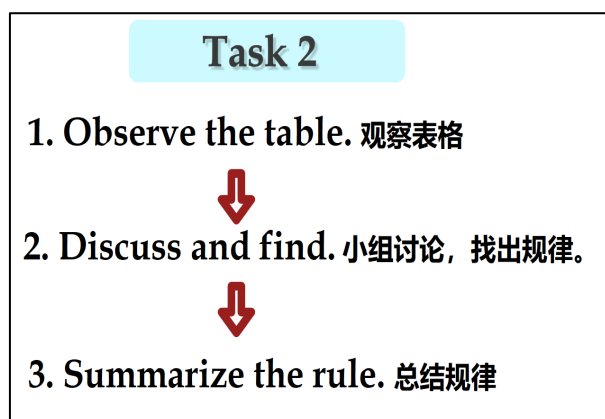 Task 2
1. Observe the table. 观察表格
2. Discuss and find. 小组讨论，找出规律。
3. Summarize the rule. 总结规律